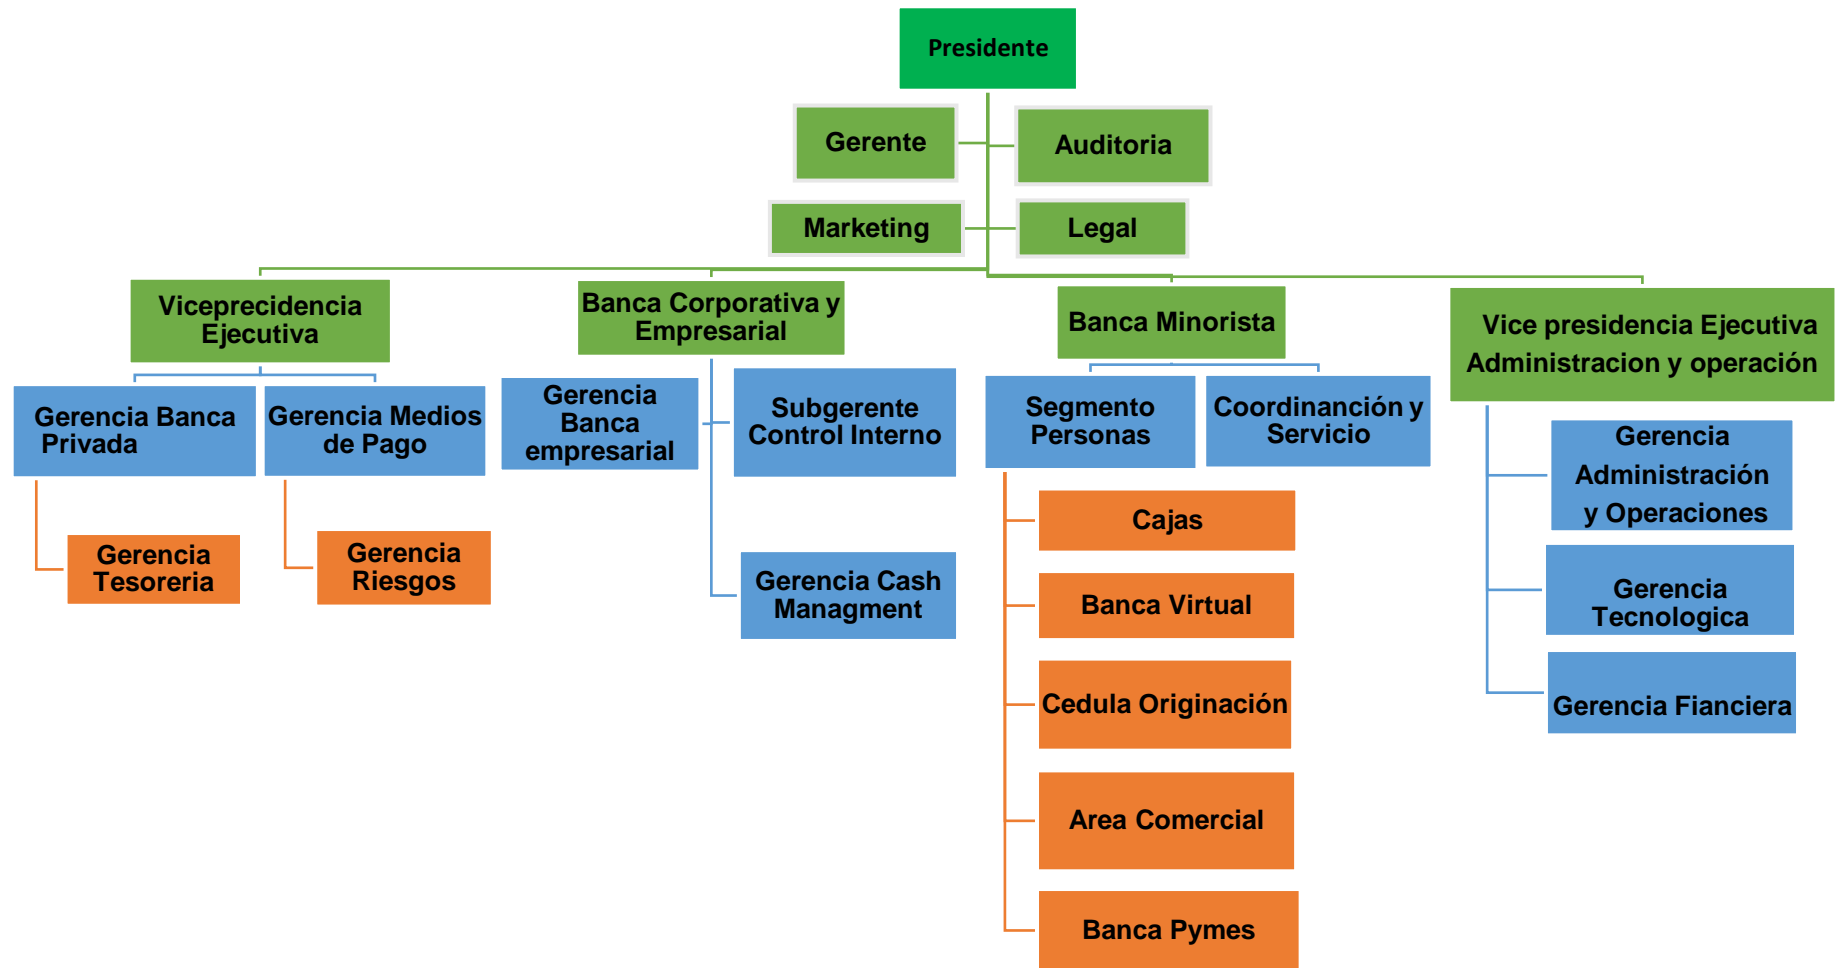 Presidente
Gerente
Auditoria
Marketing
Legal
Viceprecidencia
Ejecutiva
Banca Corporativa y
Empresarial
Banca Minorista
Vice presidencia Ejecutiva
Administracion y operación
Gerencia Banca
Privada
Gerencia Medios
de Pago
Gerencia
Banca
empresarial
Subgerente
Control Interno
Segmento
Personas
Coordinanción y
Servicio
Gerencia
Administración
y Operaciones
Gerencia
Tesoreria
Gerencia
Riesgos
Gerencia Cash
Managment
Cajas
Banca Virtual
Cedula Originación
Area Comercial
Banca Pymes
Gerencia
Tecnologica
Gerencia Fianciera